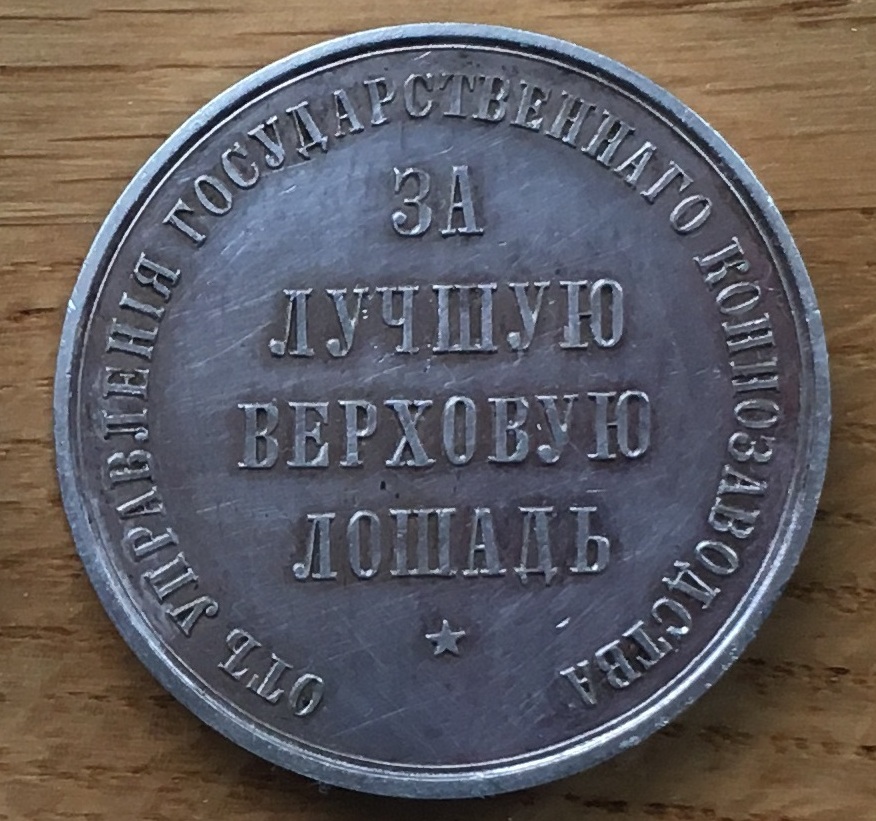 ОТЪ УПРАВЛЕНІЯ ГОСУДАРСТВЕННАГО КОННОЗАВОДСТВА
ЗА
ЛУЧШУЮ
ВЕРХОВУЮ
ЛОШАДЬ